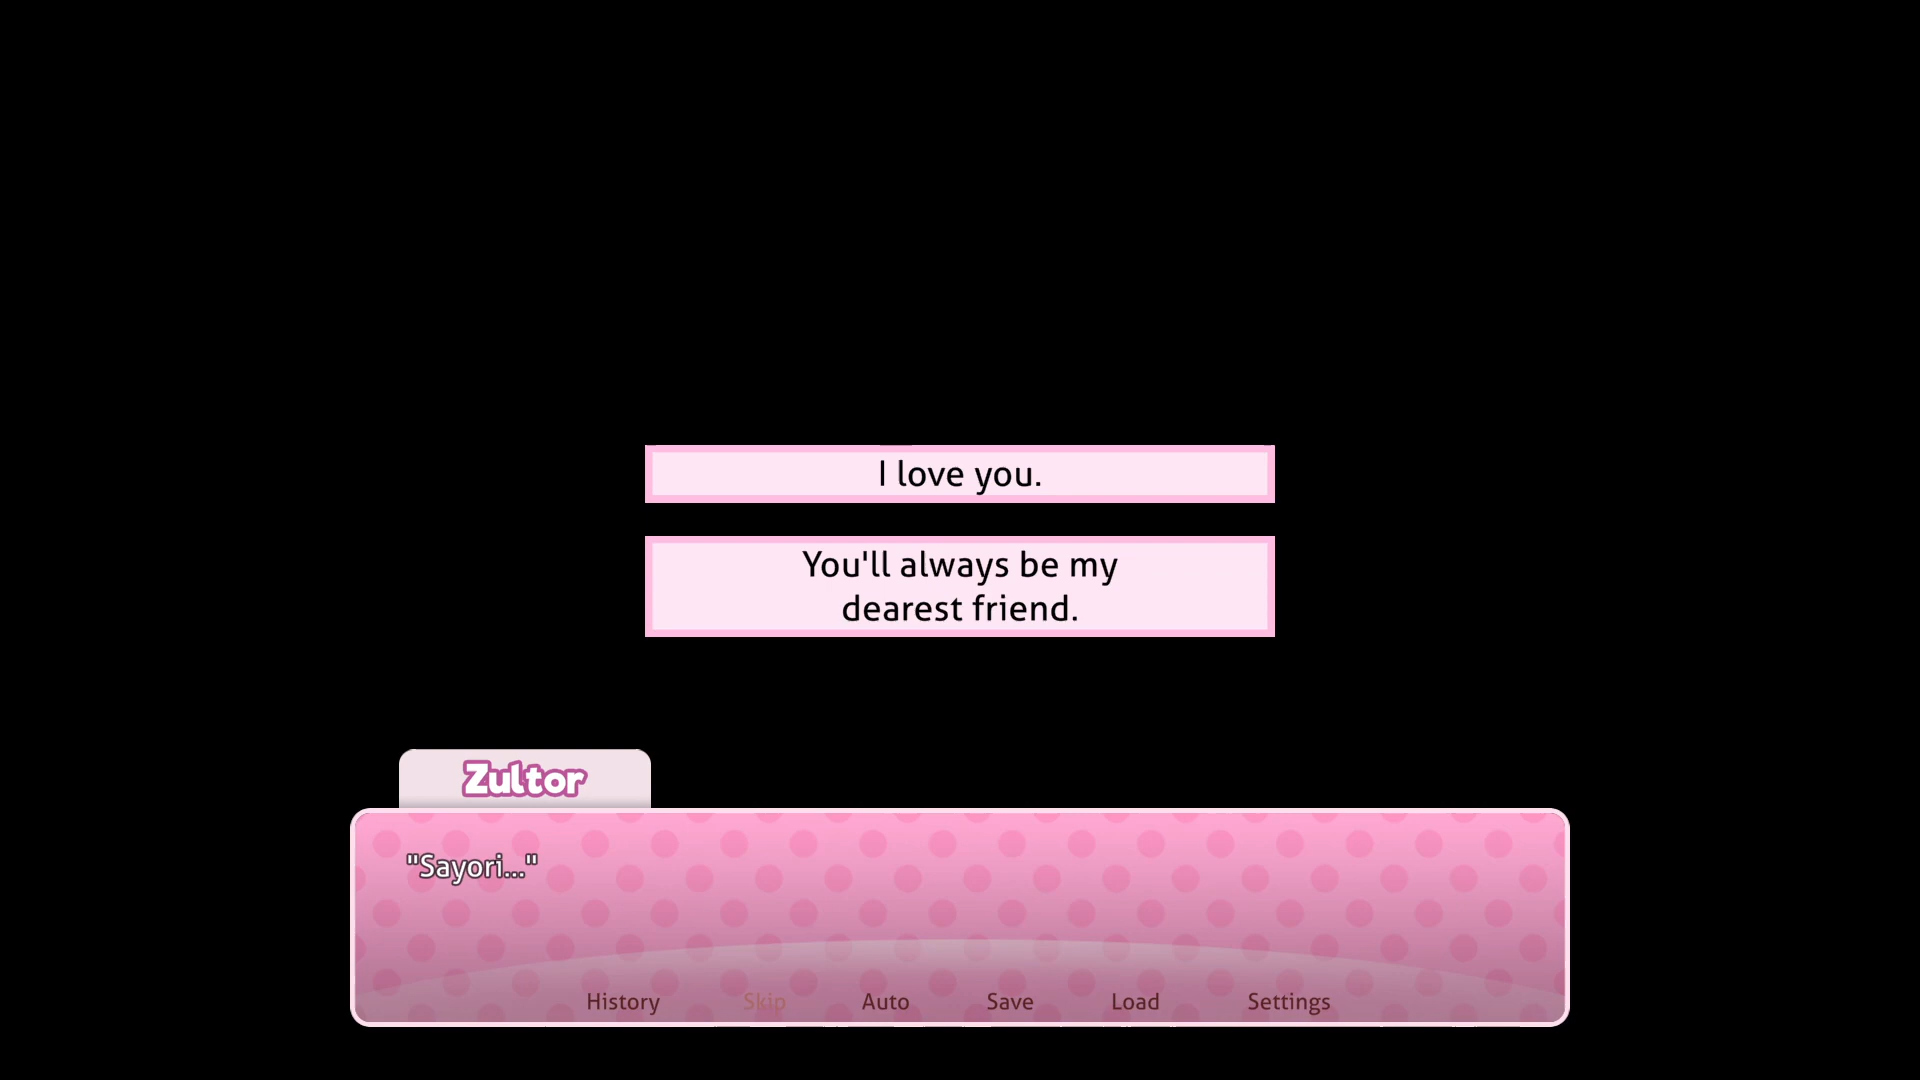 I love you.
You'll always be my
dearest friend.
Zultor
"Sayori..."
History Skip Auto Save Load Settings